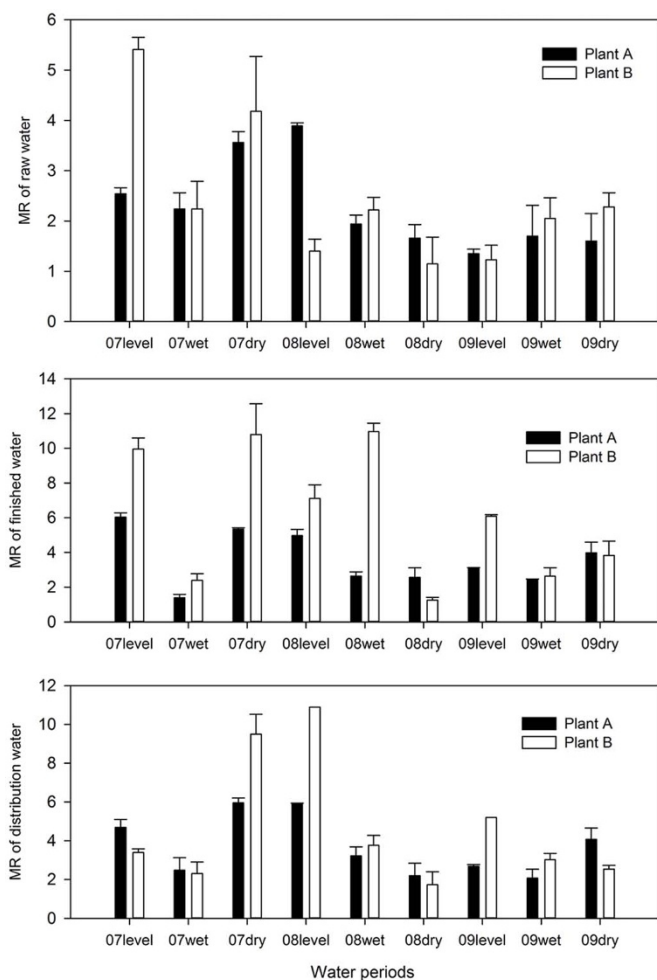 MR of raw water
6
5
4
3
2
1
0
Plant A
Plant B
07level 07wet 07dry 08level 08wet 08dry 09level 09wet 09dry
MR of finished water
14
12
10
8
6
4
2
0
Plant A
Plant B
07level 07wet 07dry 08level 08wet 08dry 09level 09wet 09dry
MR of distribution water
12
10
8
6
4
2
0
Plant A
Plant B
07level 07wet 07dry 08level 08wet 08dry 09level 09wet 09dry
Water periods